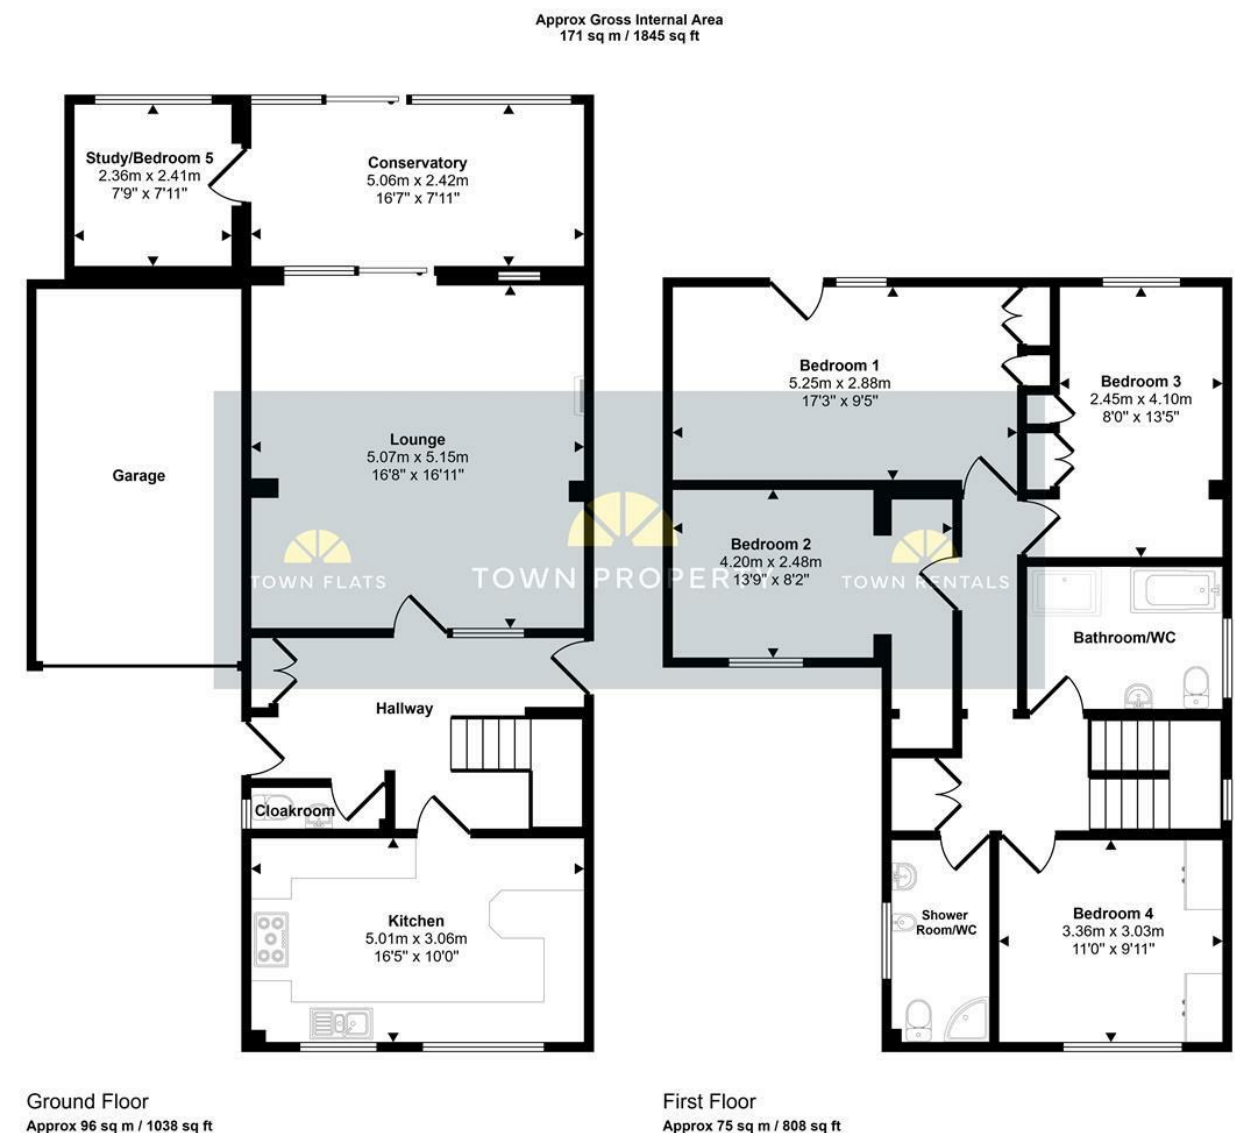 Approx Gross Internal Area
171 sq m / 1845 sq ft
Study/Bedroom 5
2.36m x 2.41m
7'9" x 7'11"
Conservatory
5.06m x 2.42m
16'7" x 7'11"
Garage
Lounge
5.07m x 5.15m
16'8" x 16'11"
Hallway
Cloakroom
Kitchen
5.01m x 3.06m
16'5" x 10'0"
Bedroom 1
5.25m x 2.88m
17'3" x 9'5"
Bedroom 3
2.45m x 4.10m
8'0" x 13'5"
Bedroom 2
4.20m x 2.48m
13'9" x 8'2"
Bathroom/WC
Shower
Room/WC
Bedroom 4
3.36m x 3.03m
11'0" x 9'11"
TOWN FLATS
TOWN PROPERTY
TOWN RENTALS
Ground Floor
Approx 96 sq m / 1038 sq ft
First Floor
Approx 75 sq m / 808 sq ft